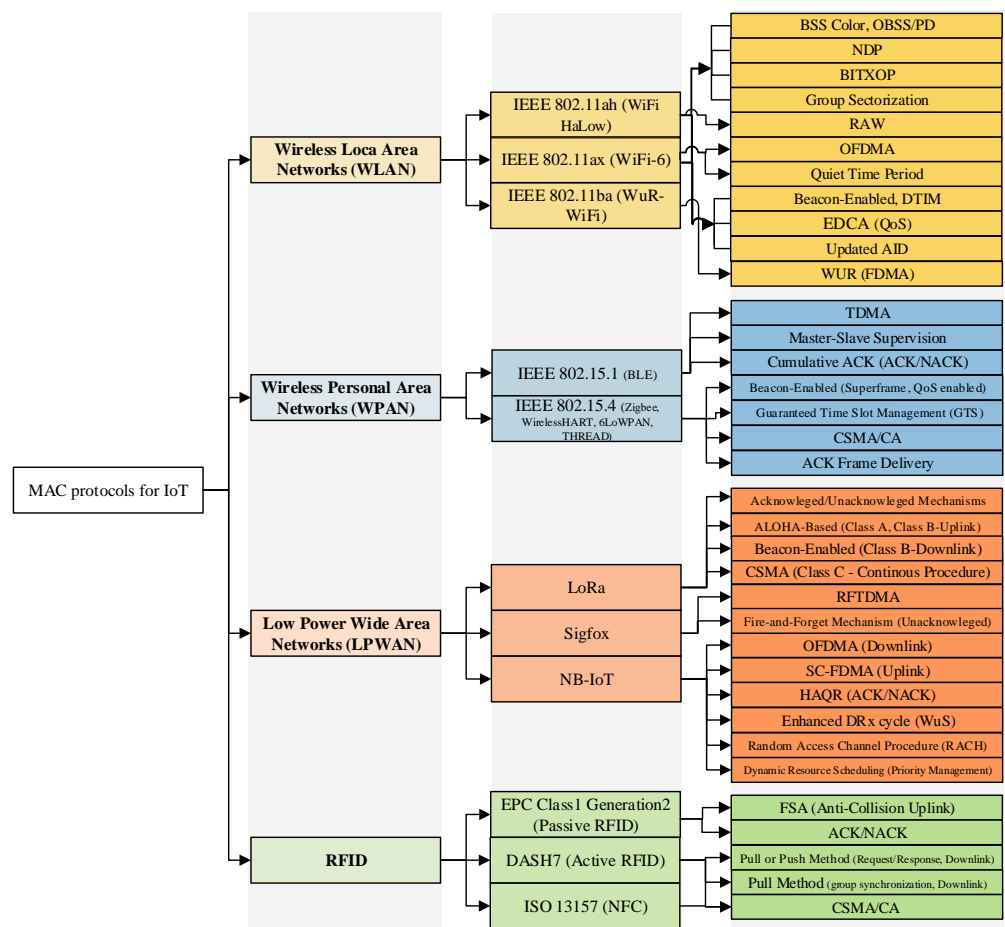 MAC protocols for IoT
Wireless Loca Area
Networks (WLAN)
IEEE 802.11ah (WiFi
HaLow)
IEEE 802.11ax (WiFi-6)
IEEE 802.11ba (WuR-
WiFi)
BSS Color, OBSS/PD
NDP
BITXOP
Group Sectorization
RAW
OFDMA
Quiet Time Period
Beacon-Enabled, DTIM
EDCA (QoS)
Updated AID
WUR (FDMA)
Wireless Personal Area
Networks (WPAN)
IEEE 802.15.1 (BLE)
IEEE 802.15.4 (Zigbee,
WirelessHART, 6LoWPAN,
THREAD)
TDMA
Master-Slave Supervision
Cumulative ACK (ACK/NACK)
Beacon-Enabled (Superframe, QoS enabled)
Guaranteed Time Slot Management (GTS)
CSMA/CA
ACK Frame Delivery
Low Power Wide Area
Networks (LPWAN)
LoRa
Sigfox
NB-IoT
Acknowleged/Unacknowleged Mechanisms
ALOHA-Based (Class A, Class B-Uplink)
Beacon-Enabled (Class B-Downlink)
CSMA (Class C - Continous Procedure)
RFTDMA
Fire-and-Forget Mechanism (Unacknowleged)
OFDMA (Downlink)
SC-FDMA (Uplink)
HAQR (ACK/NACK)
Enhanced DRx cycle (WuS)
Random Access Channel Procedure (RACH)
Dynamic Resource Scheduling (Priority Management)
RFID
EPC Class1 Generation2
(Passive RFID)
DASH7 (Active RFID)
ISO 13157 (NFC)
FSA (Anti-Collision Uplink)
ACK/NACK
Pull or Push Method (Request/Response, Downlink)
Pull Method (group synchronization, Downlink)
CSMA/CA